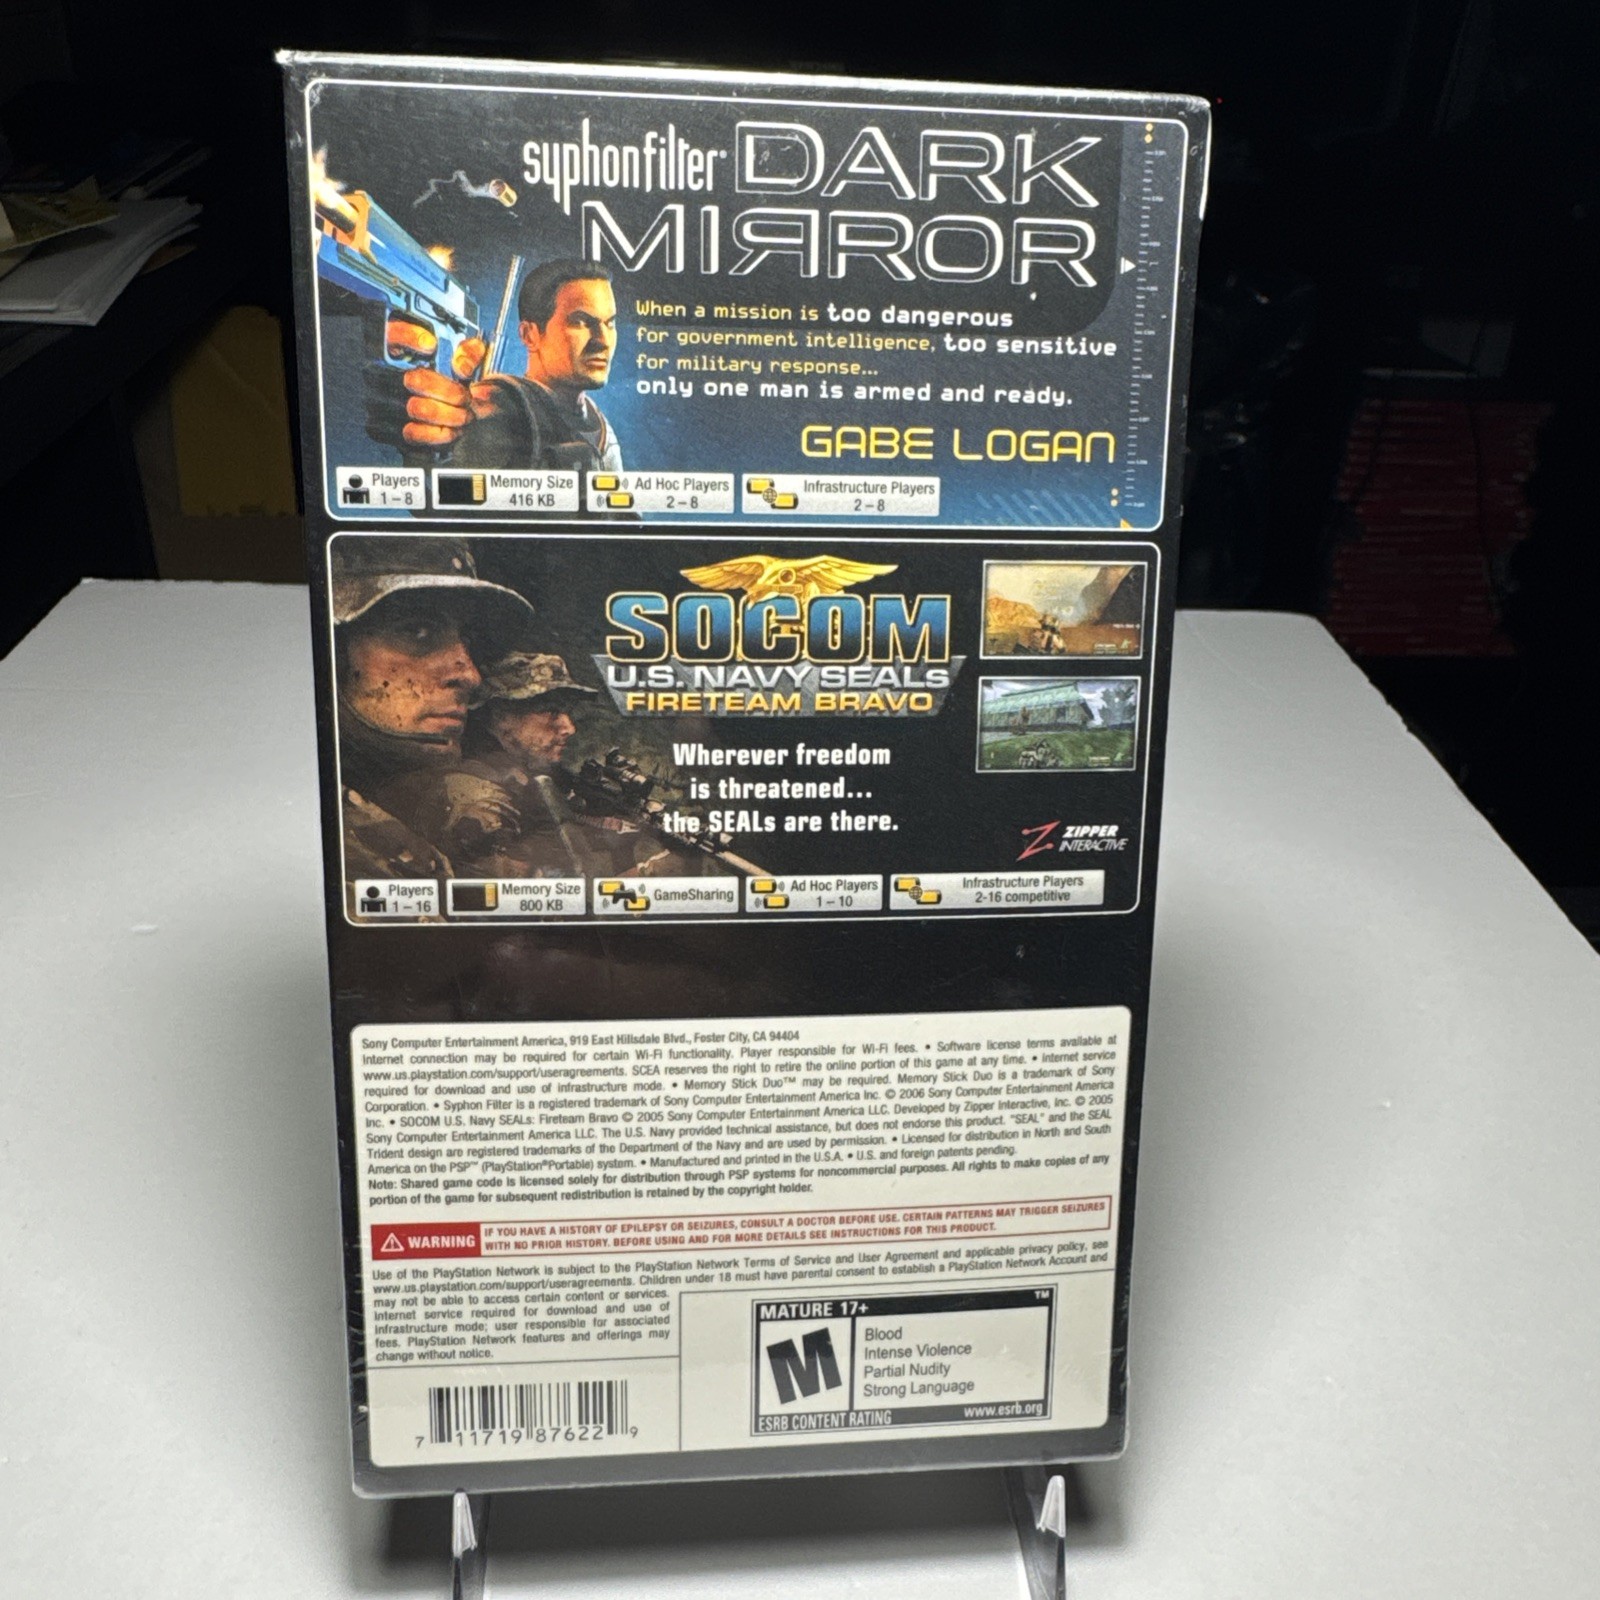 syphonfilter DARK
MIRROR
When a mission is too dangerous
for government intelligence, too sensitive
for military response...
only one man is armed and ready.
GABE LOGAN
Players
1-8
Memory Size
416 KB
Ad Hoc Players
2-8
Infrastructure Players
2-8
SOCOM
U.S. NAVY SEALs
FIRETEAM BRAVO
Wherever freedom
is threatened...
the SEALs are there.
ZIPPER
INTERACTIVE
Players
1-16
Memory Size
800 KB
GameSharing
Ad Hoc Players
1-10
Infrastructure Players
2-16 competitive
Sony Computer Entertainment America, 919 East Hillsdale Blvd., Foster City, CA 94404
Internet connection may be required for certain Wi-Fi functionality. Player responsible for Wi-Fi fees. • Software license terms available at
www.us.playstation.com/support/useragreements. SCEA reserves the right to retire the online portion of this game at any time. • Internet service
required for download and use of infrastructure mode. • Memory Stick Duo™ may be required. Memory Stick Duo is a trademark of Sony
Corporation. • Syphon Filter is a registered trademark of Sony Computer Entertainment America Inc. © 2006 Sony Computer Entertainment America
Inc. • SOCOM U.S. Navy SEALs: Fireteam Bravo © 2005 Sony Computer Entertainment America LLC. Developed by Zipper Interactive, Inc. © 2005
Sony Computer Entertainment America LLC. The U.S. Navy provided technical assistance, but does not endorse this product. "SEAL" and the SEAL
Trident design are registered trademarks of the Department of the Navy and are used by permission. • Licensed for distribution in North and South
America on the PSP™ (PlayStation®Portable) system. • Manufactured and printed in the U.S.A. • U.S. and foreign patents pending.
Note: Shared game code is licensed solely for distribution through PSP systems for noncommercial purposes. All rights to make copies of any
portion of the game for subsequent redistribution is retained by the copyright holder.
WARNING
IF YOU HAVE A HISTORY OF EPILEPSY OR SEIZURES, CONSULT A DOCTOR BEFORE USE. CERTAIN PATTERNS MAY TRIGGER SEIZURES
WITH NO PRIOR HISTORY. BEFORE USING AND FOR MORE DETAILS SEE INSTRUCTIONS FOR THIS PRODUCT.
Use of the PlayStation Network is subject to the PlayStation Network Terms of Service and User Agreement and applicable privacy policy, see
www.us.playstation.com/support/useragreements. Children under 18 must have parental consent to establish a PlayStation Network Account and
may not be able to access certain content or services.
Internet service required for download and use of
infrastructure mode; user responsible for associated
fees. PlayStation Network features and offerings may
change without notice.
7 11719 87622 9
MATURE 17+
TM
M
Blood
Intense Violence
Partial Nudity
Strong Language
ESRB CONTENT RATING
www.esrb.org